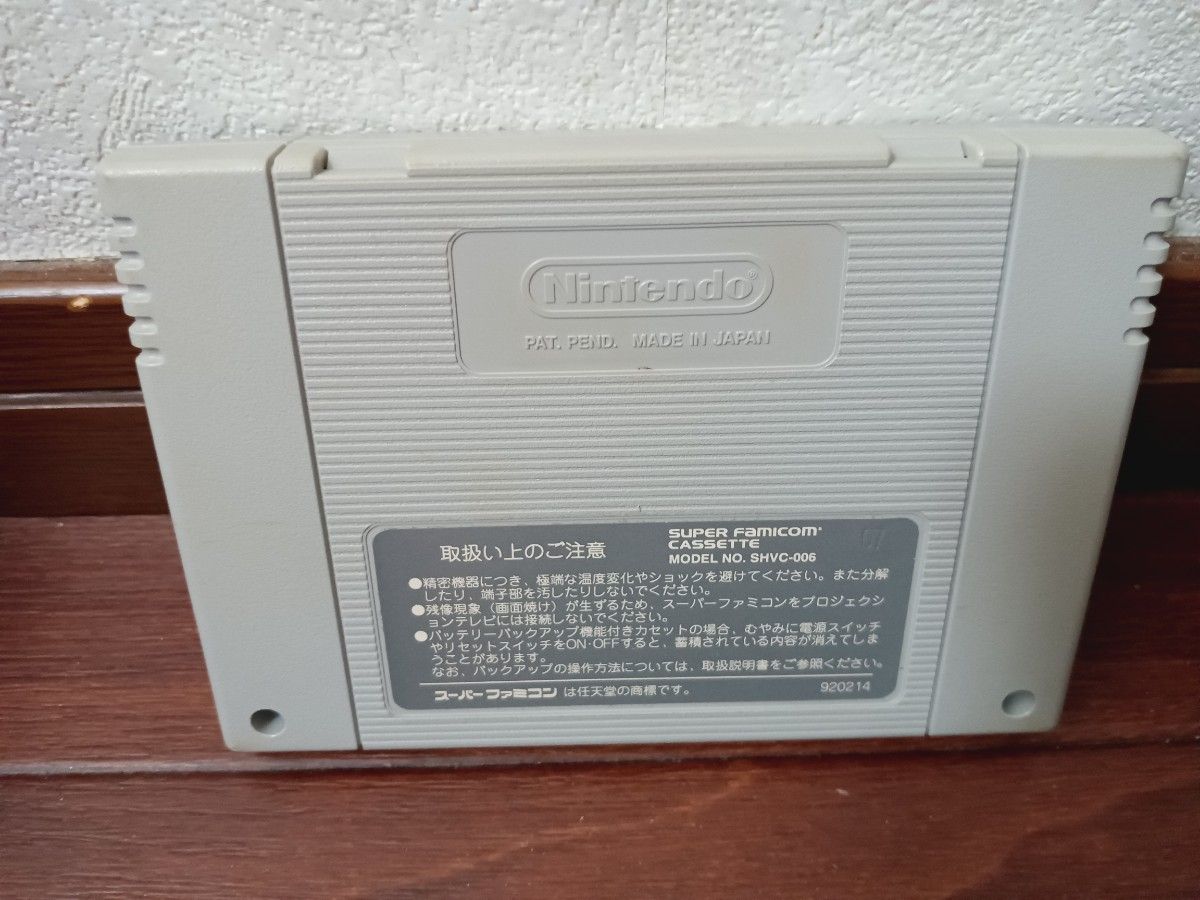 Nintendo®
PAT. PEND. MADE IN JAPAN
取扱い上のご注意
SUPER FAMICOM
CASSETTE
MODEL NO. SHVC-006
07
●精密機器につき、極端な温度変化やショックを避けてください。また分解
したり、端子部を汚したりしないでください。
●残像現象（画面焼け）が生ずるため、スーパーファミコンをプロジェクシ
ョンテレビには接続しないでください。
●バッテリーバックアップ機能付きカセットの場合、むやみに電源スイッチ
やリセットスイッチをON・OFFすると、蓄積されている内容が消えてしま
うことがあります。
なお、バックアップの操作方法については、取扱説明書をご参照ください。
スーパーファミコン は任天堂の商標です。
920214